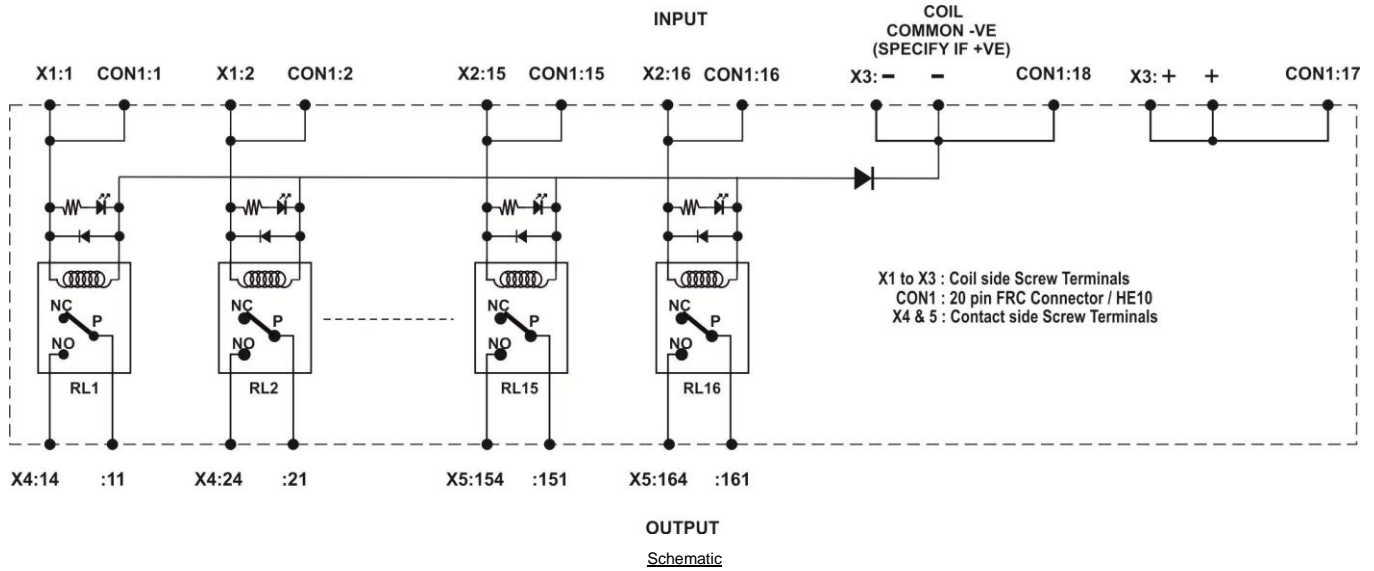 INPUT
COIL
COMMON -VE
(SPECIFY IF +VE)
X1:1 CON1:1 X1:2 CON1:2 X2:15 CON1:15 X2:16 CON1:16 X3: – – CON1:18 X3: + + CON1:17
NC NC NC NC
P P P P
NO NO NO NO
RL1 RL2 RL15 RL16
X1 to X3 : Coil side Screw Terminals
CON1 : 20 pin FRC Connector / HE10
X4 & 5 : Contact side Screw Terminals
X4:14 :11 X4:24 :21 X5:154 :151 X5:164 :161
OUTPUT
Schematic